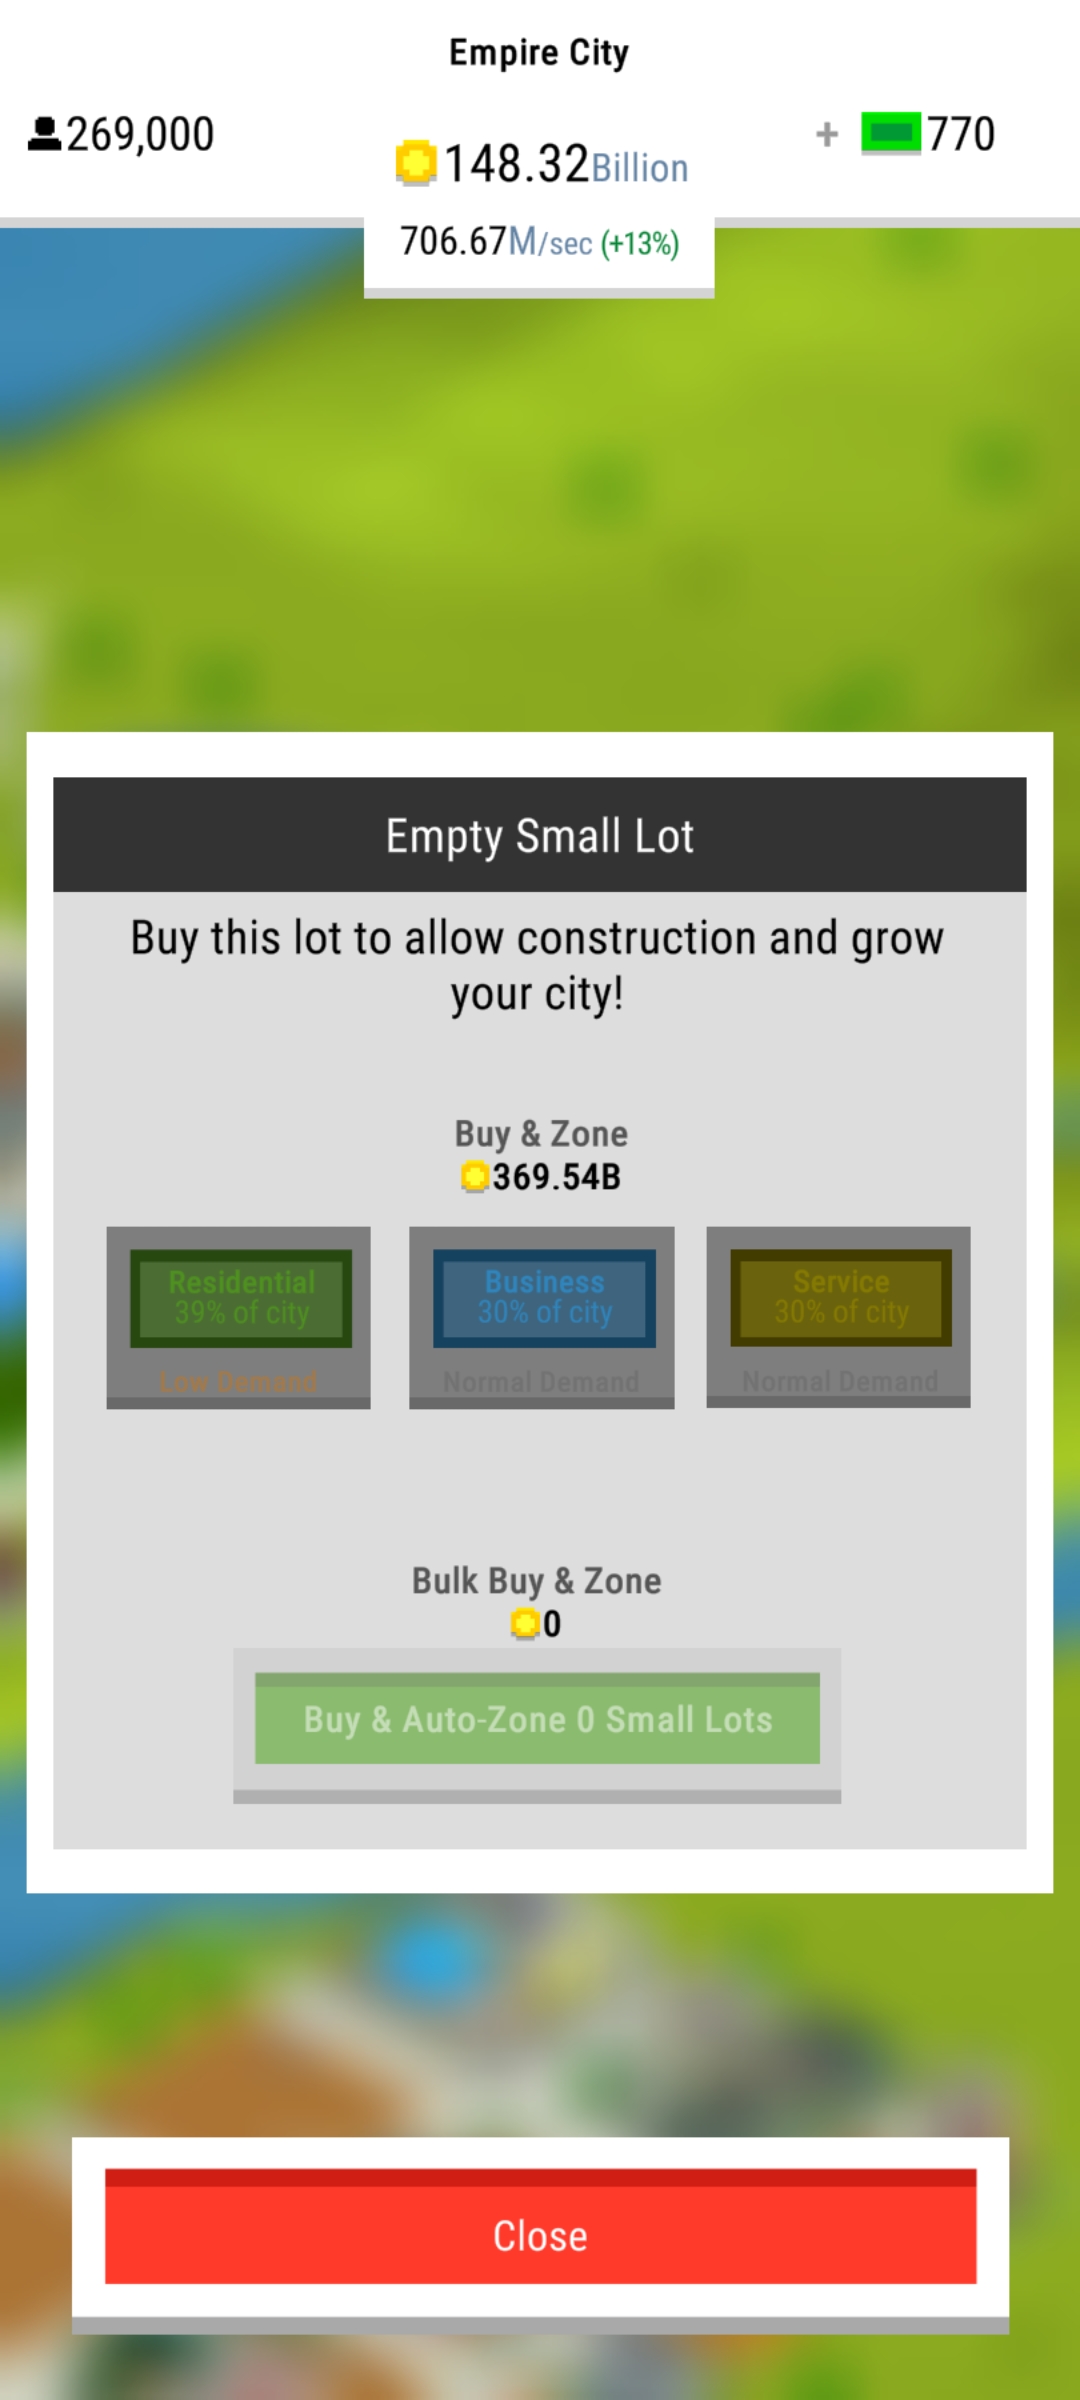 Empire City
269,000
148.32Billion
+ 770
706.67M/sec (+13%)
Empty Small Lot
Buy this lot to allow construction and grow
your city!
Buy & Zone
369.54B
Residential
39% of city
Low Demand
Business
30% of city
Normal Demand
Service
30% of city
Normal Demand
Bulk Buy & Zone
0
Buy & Auto-Zone 0 Small Lots
Close